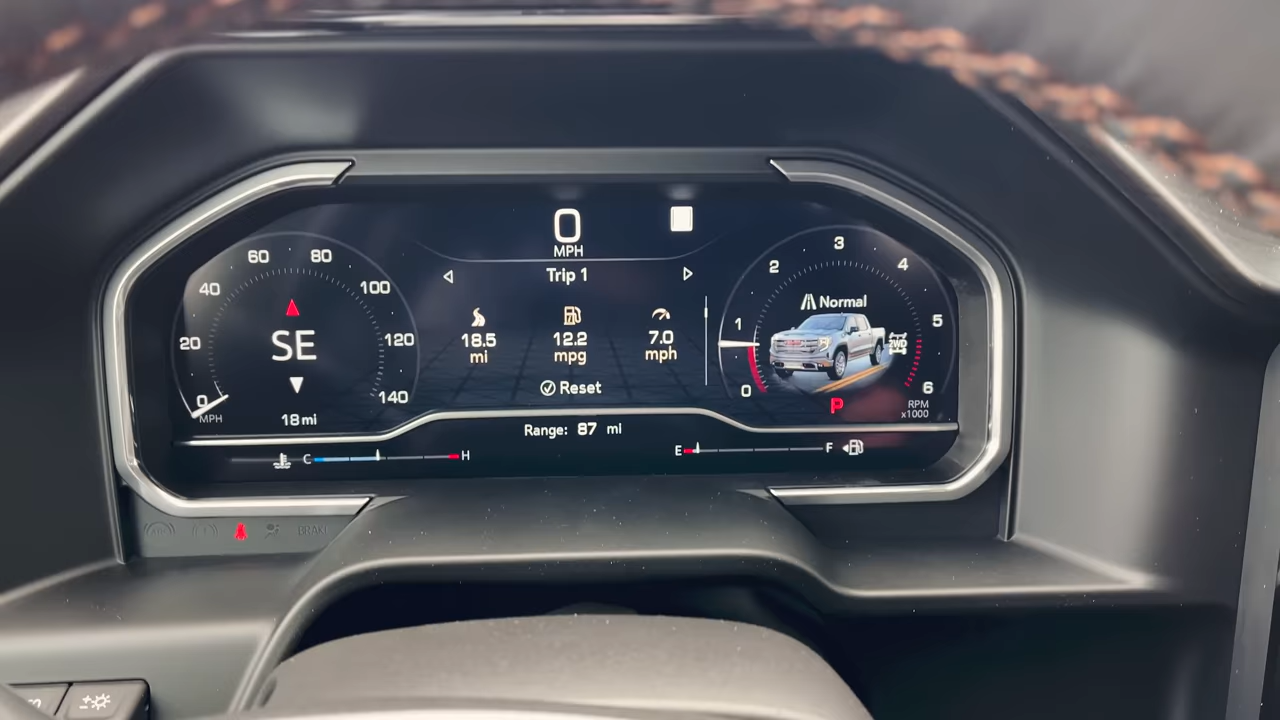 0
MPH
Trip 1
18.5
mi
12.2
mpg
7.0
mph
Reset
Range: 87 mi
0
20
40
60
80
100
120
140
MPH
SE
18 mi
C
H
E
F
0
1
2
3
4
5
6
Normal
2WD
P
RPM
x1000
BRAKE